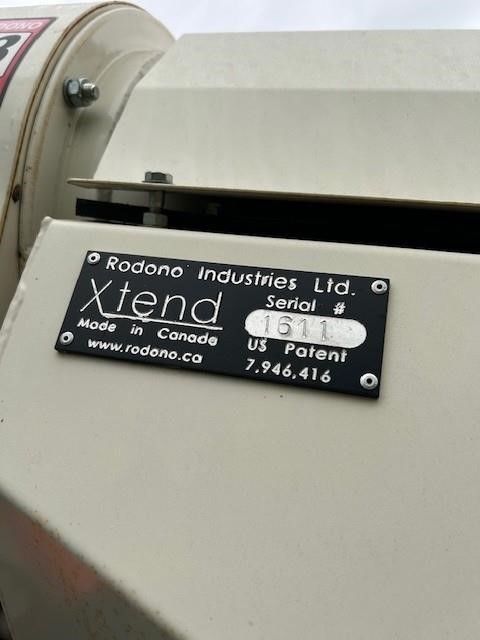 Rodono Industries Ltd.
Xtend
Serial #
1611
Made in Canada
US Patent
www.rodono.ca
7,946,416